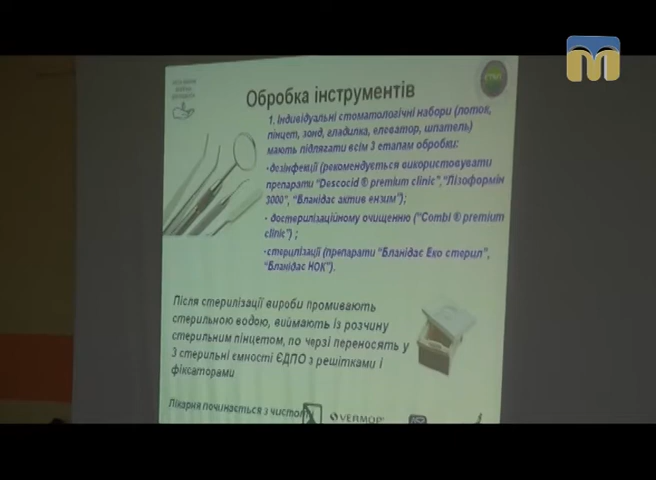 Обробка інструментів
1. Індивідуальні стоматологічні набори (лоток,
пінцет, зонд, гладилка, елеватор, шпатель)
мають підлягати всім 3 етапам обробки:
-дезінфекції (рекомендується використовувати
препарати "Descocid ® premium clinic","Лізоформін
3000", "Бланідас актив ензим");
- достерилізаційному очищенню ("Combi ® premium
clinic") ;
-стерилізації (препарати "Бланідас Еко стерил",
"Бланідас НОК").
Після стерилізації вироби промивають
стерильною водою, виймають із розчину
стерильним пінцетом, по черзі переносять у
3 стерильні ємності ЄДПО з решітками і
фіксаторами
Лікарня починається з чистоти
VERMOP